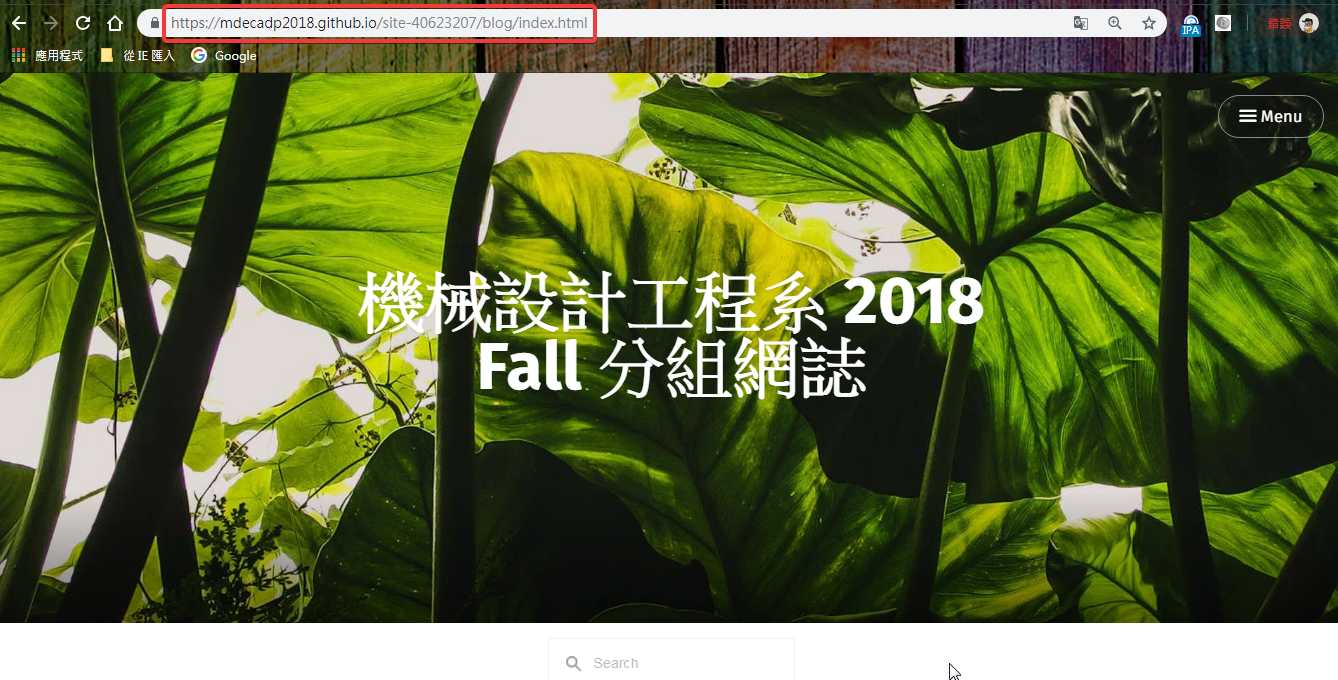 https://mdecadp2018.github.io/site-40623207/blog/index.html
IPA
錯誤
應用程式 從 IE 匯入 Google
Menu
機械設計工程系 2018
Fall 分組網誌
Search